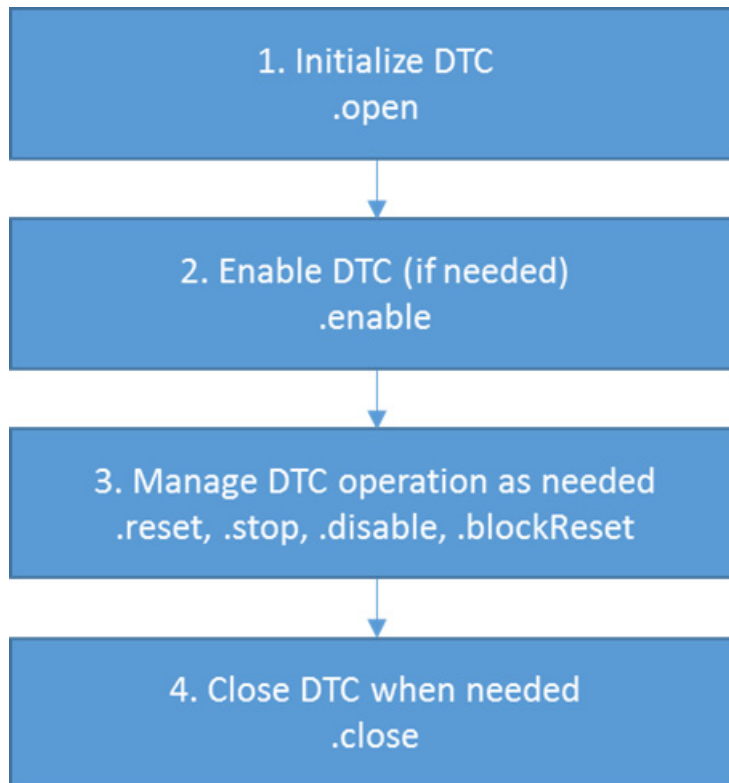 1. Initialize DTC
.open
2. Enable DTC (if needed)
.enable
3. Manage DTC operation as needed
.reset, .stop, .disable, .blockReset
4. Close DTC when needed
.close